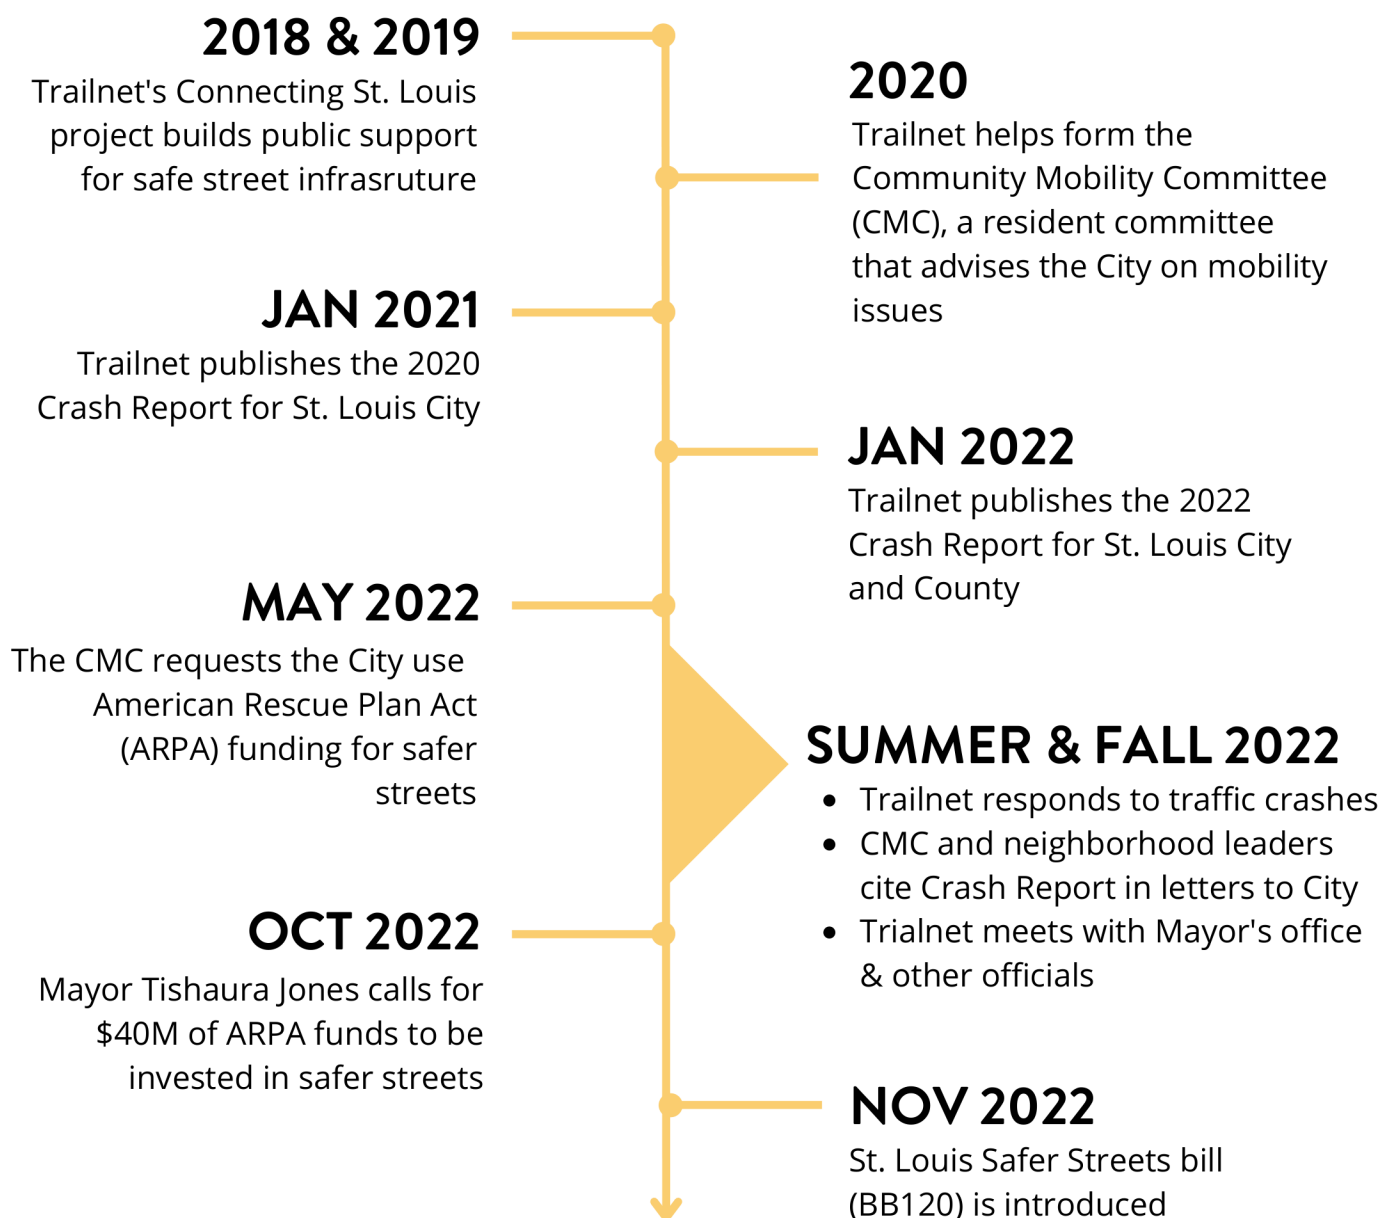 2018 & 2019
Trailnet's Connecting St. Louis
project builds public support
for safe street infrasruture
2020
Trailnet helps form the
Community Mobility Committee
(CMC), a resident committee
that advises the City on mobility
issues
JAN 2021
Trailnet publishes the 2020
Crash Report for St. Louis City
JAN 2022
Trailnet publishes the 2022
Crash Report for St. Louis City
and County
MAY 2022
The CMC requests the City use
American Rescue Plan Act
(ARPA) funding for safer
streets
SUMMER & FALL 2022
• Trailnet responds to traffic crashes
• CMC and neighborhood leaders
cite Crash Report in letters to City
• Trialnet meets with Mayor's office
& other officials
OCT 2022
Mayor Tishaura Jones calls for
$40M of ARPA funds to be
invested in safer streets
NOV 2022
St. Louis Safer Streets bill
(BB120) is introduced